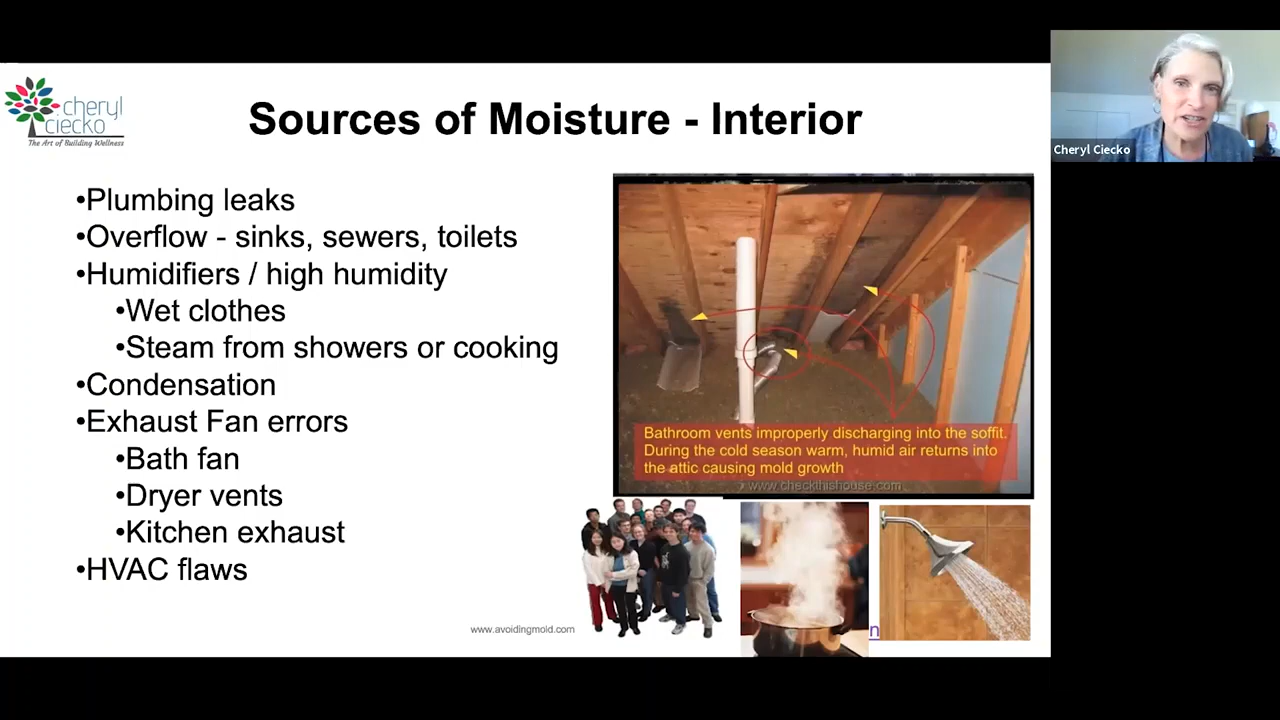 cheryl
ciecko
The Art of Building Wellness
Sources of Moisture - Interior
Cheryl Ciecko
•Plumbing leaks
•Overflow - sinks, sewers, toilets
•Humidifiers / high humidity
•Wet clothes
•Steam from showers or cooking
•Condensation
•Exhaust Fan errors
•Bath fan
•Dryer vents
•Kitchen exhaust
•HVAC flaws
Bathroom vents improperly discharging into the soffit.
During the cold season warm, humid air returns into
the attic causing mold growth
www.checkthishouse.com
www.avoidingmold.com
n